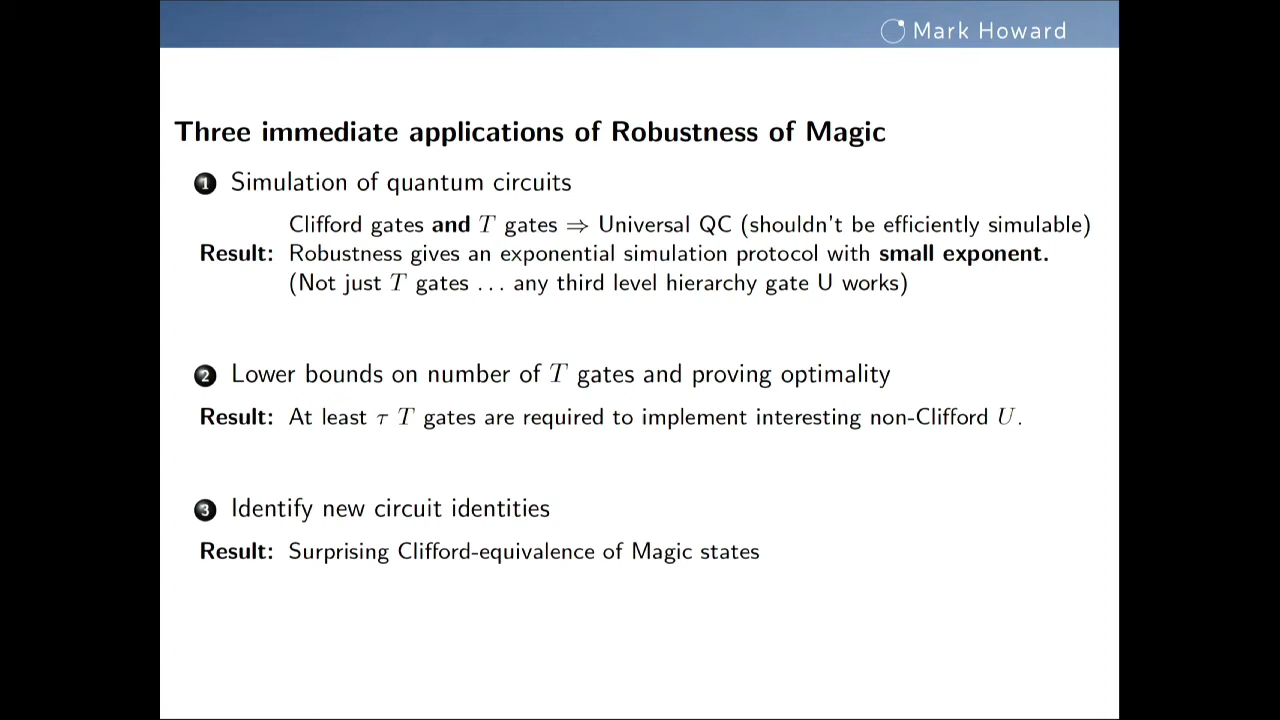 Mark Howard
Three immediate applications of Robustness of Magic
1 Simulation of quantum circuits
Clifford gates and T gates ⇒ Universal QC (shouldn't be efficiently simulable)
Result: Robustness gives an exponential simulation protocol with small exponent.
(Not just T gates ... any third level hierarchy gate U works)
2 Lower bounds on number of T gates and proving optimality
Result: At least τ T gates are required to implement interesting non-Clifford U.
3 Identify new circuit identities
Result: Surprising Clifford-equivalence of Magic states